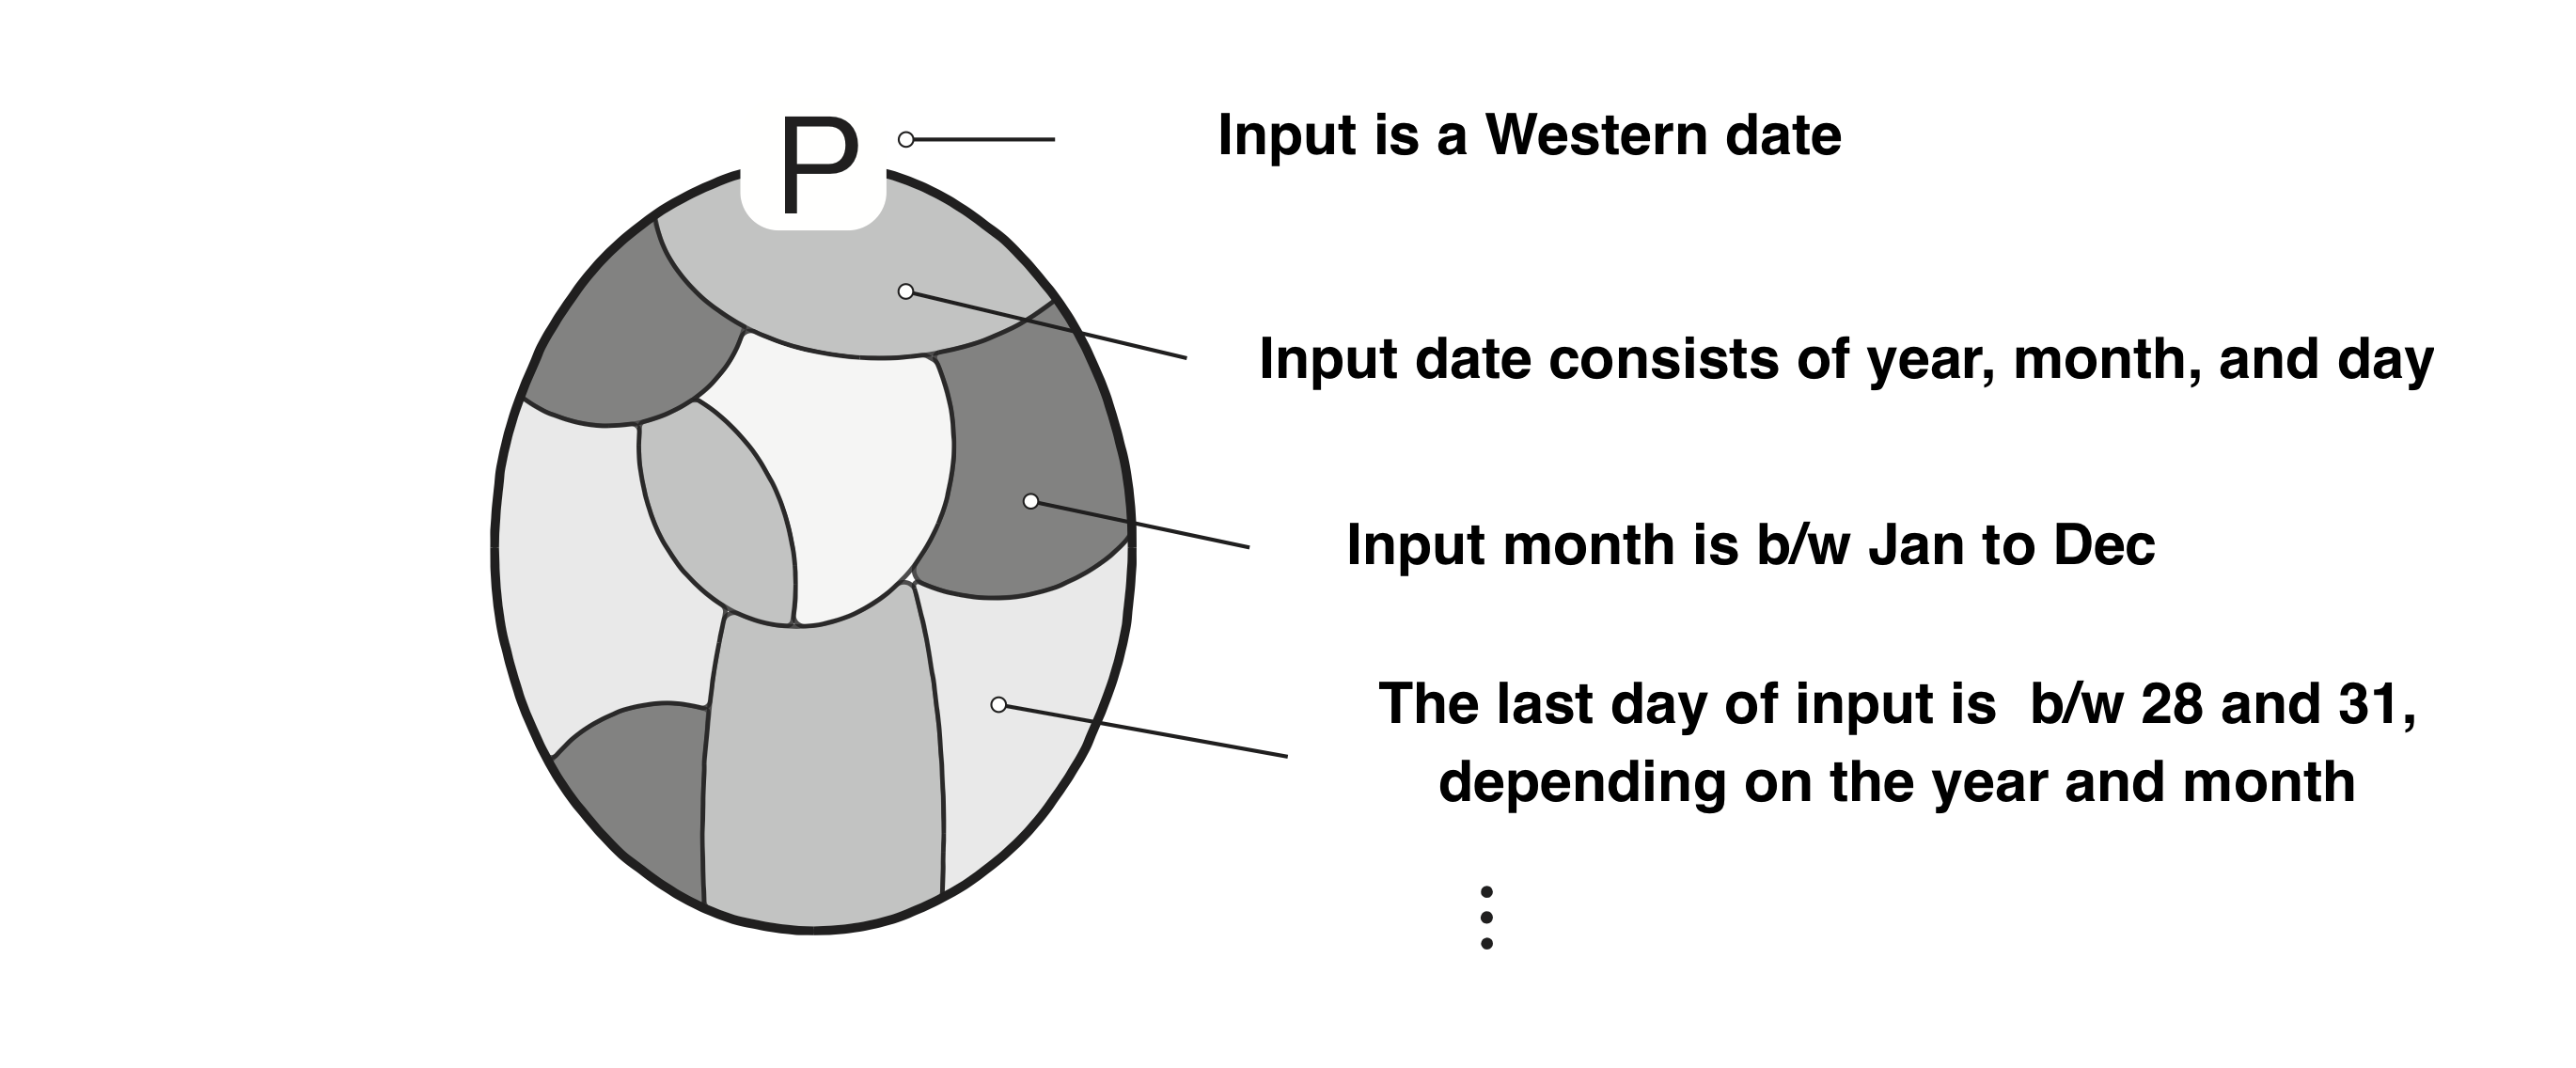 P
Input is a Western date
Input date consists of year, month, and day
Input month is b/w Jan to Dec
The last day of input is  b/w 28 and 31,
depending on the year and month